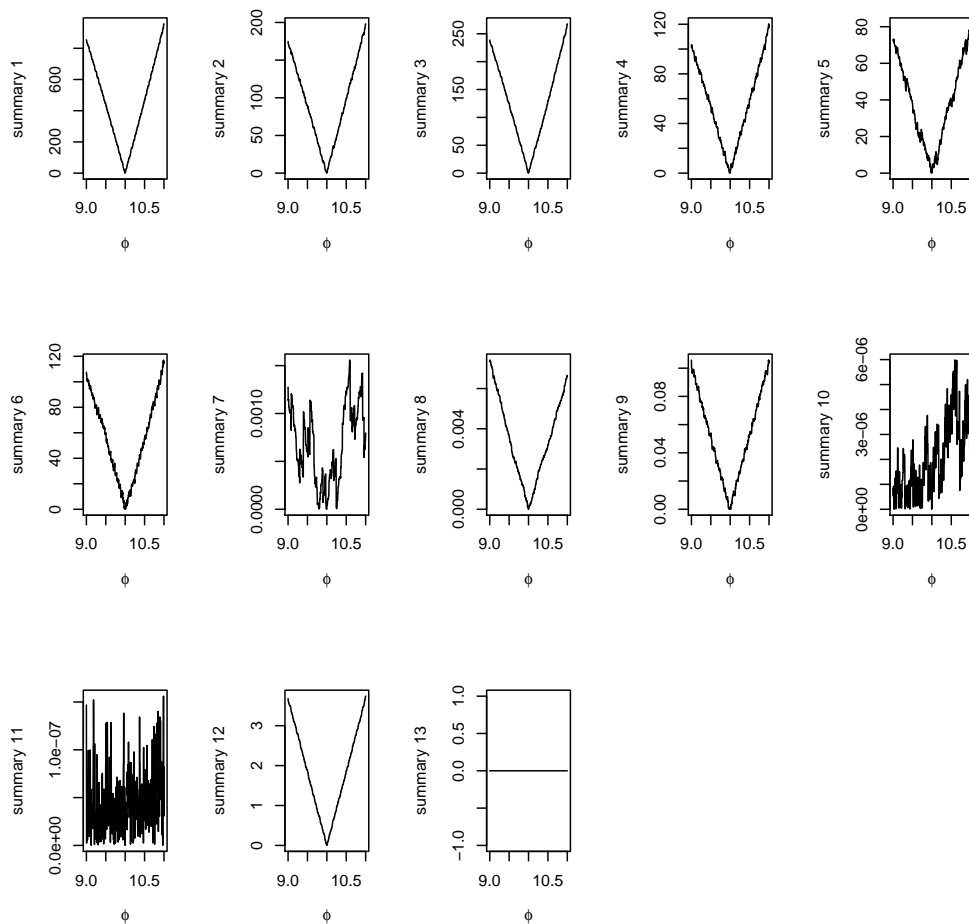 summary 1
0 200 600
9.0 10.5
ϕ
summary 2
0 50 100 150 200
9.0 10.5
ϕ
summary 3
0 50 150 250
9.0 10.5
ϕ
summary 4
0 40 80 120
9.0 10.5
ϕ
summary 5
0 20 40 60 80
9.0 10.5
ϕ
summary 6
0 40 80 120
9.0 10.5
ϕ
summary 7
0.0000 0.0010
9.0 10.5
ϕ
summary 8
0.000 0.004
9.0 10.5
ϕ
summary 9
0.00 0.04 0.08
9.0 10.5
ϕ
summary 10
0e+00 3e-06 6e-06
9.0 10.5
ϕ
summary 11
0.0e+00 1.0e-07
9.0 10.5
ϕ
summary 12
0 1 2 3
9.0 10.5
ϕ
summary 13
-1.0 0.0 0.5 1.0
9.0 10.5
ϕ